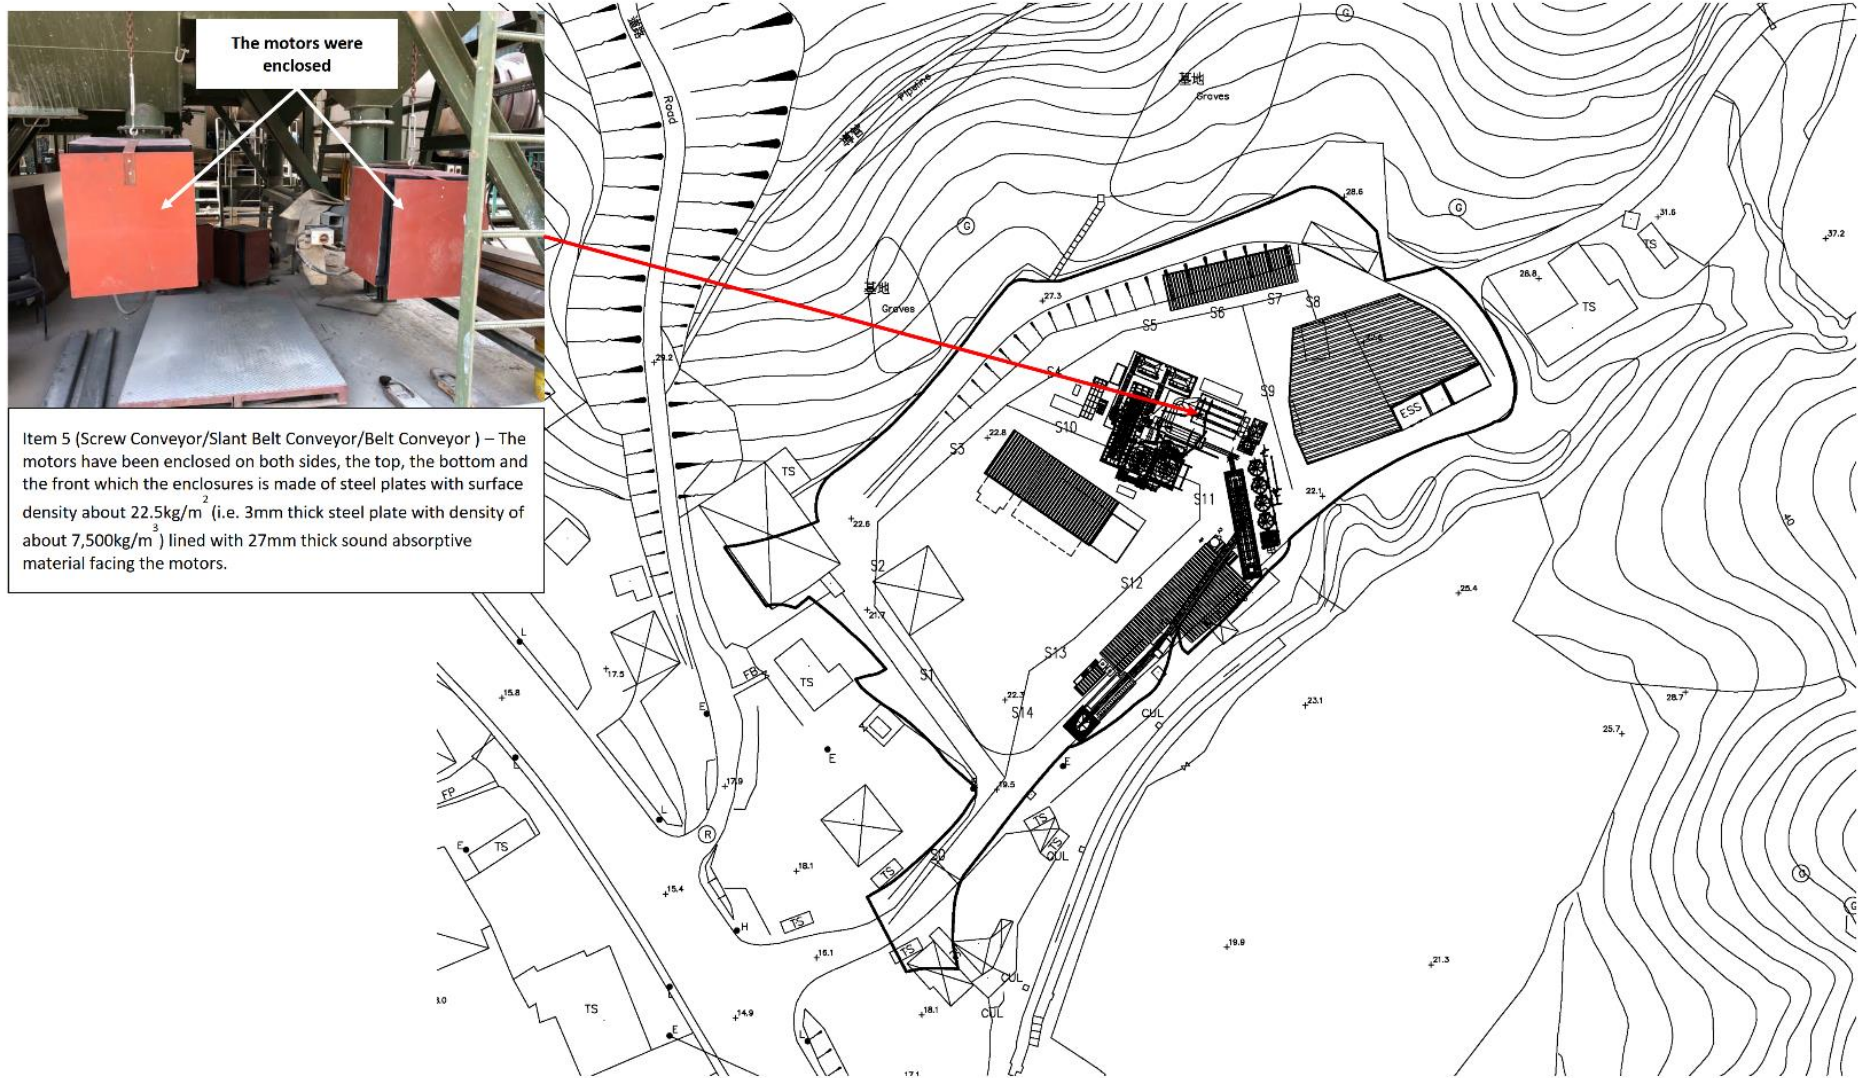 The motors were
enclosed
Item 5 (Screw Conveyor/Slant Belt Conveyor/Belt Conveyor ) – The
motors have been enclosed on both sides, the top, the bottom and
the front which the enclosures is made of steel plates with surface
density about 22.5kg/m2 (i.e. 3mm thick steel plate with density of
about 7,500kg/m3) lined with 27mm thick sound absorptive
material facing the motors.
道路
Road
Pipeline
墓地
Graves
墓地
Graves
G
G
G
G
28.6
31.6
37.2
TS
26.8
TS
27.3
S7
S8
S6
S5
S4
S9
ESS
29.2
S10
22.8
S3
TS
S11
22.1
22.6
40
S2
S12
25.4
21.7
L
S13
S1
17.5
FB
TS
15.8
22.3
S14
E
CUL
23.1
28.7
25.7
E
E
E
19.5
17.9
FP
L
R
TS
TS
CUL
E
TS
S0
18.1
TS
15.4
G
H
TS
TS
16.1
19.9
21.3
CUL
TS
14.9
18.1
CUL
E
L
17.1